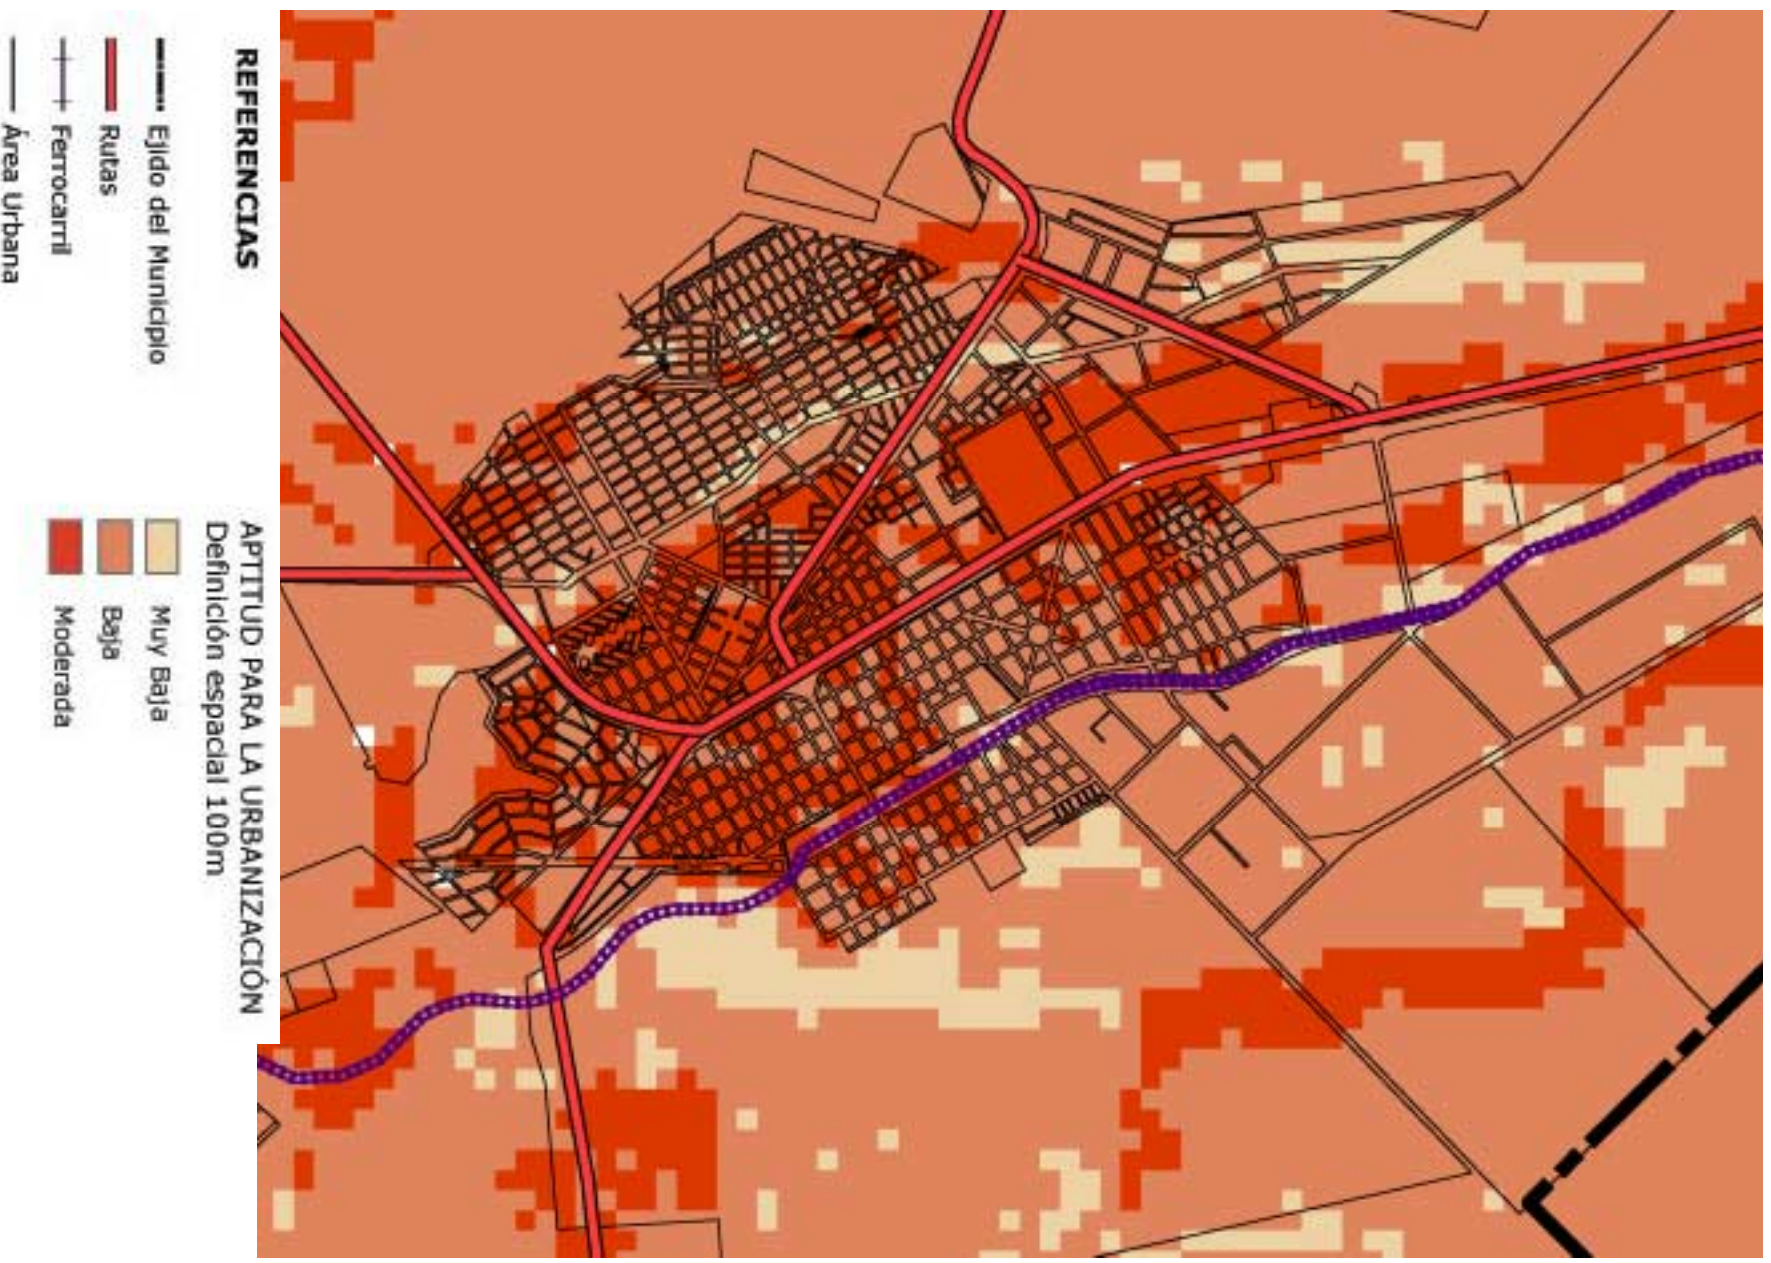 REFERENCIAS
Ejido del Municipio
Rutas
Ferrocarril
Área Urbana
APTITUD PARA LA URBANIZACIÓN
Definición espacial 100m
Muy Baja
Baja
Moderada